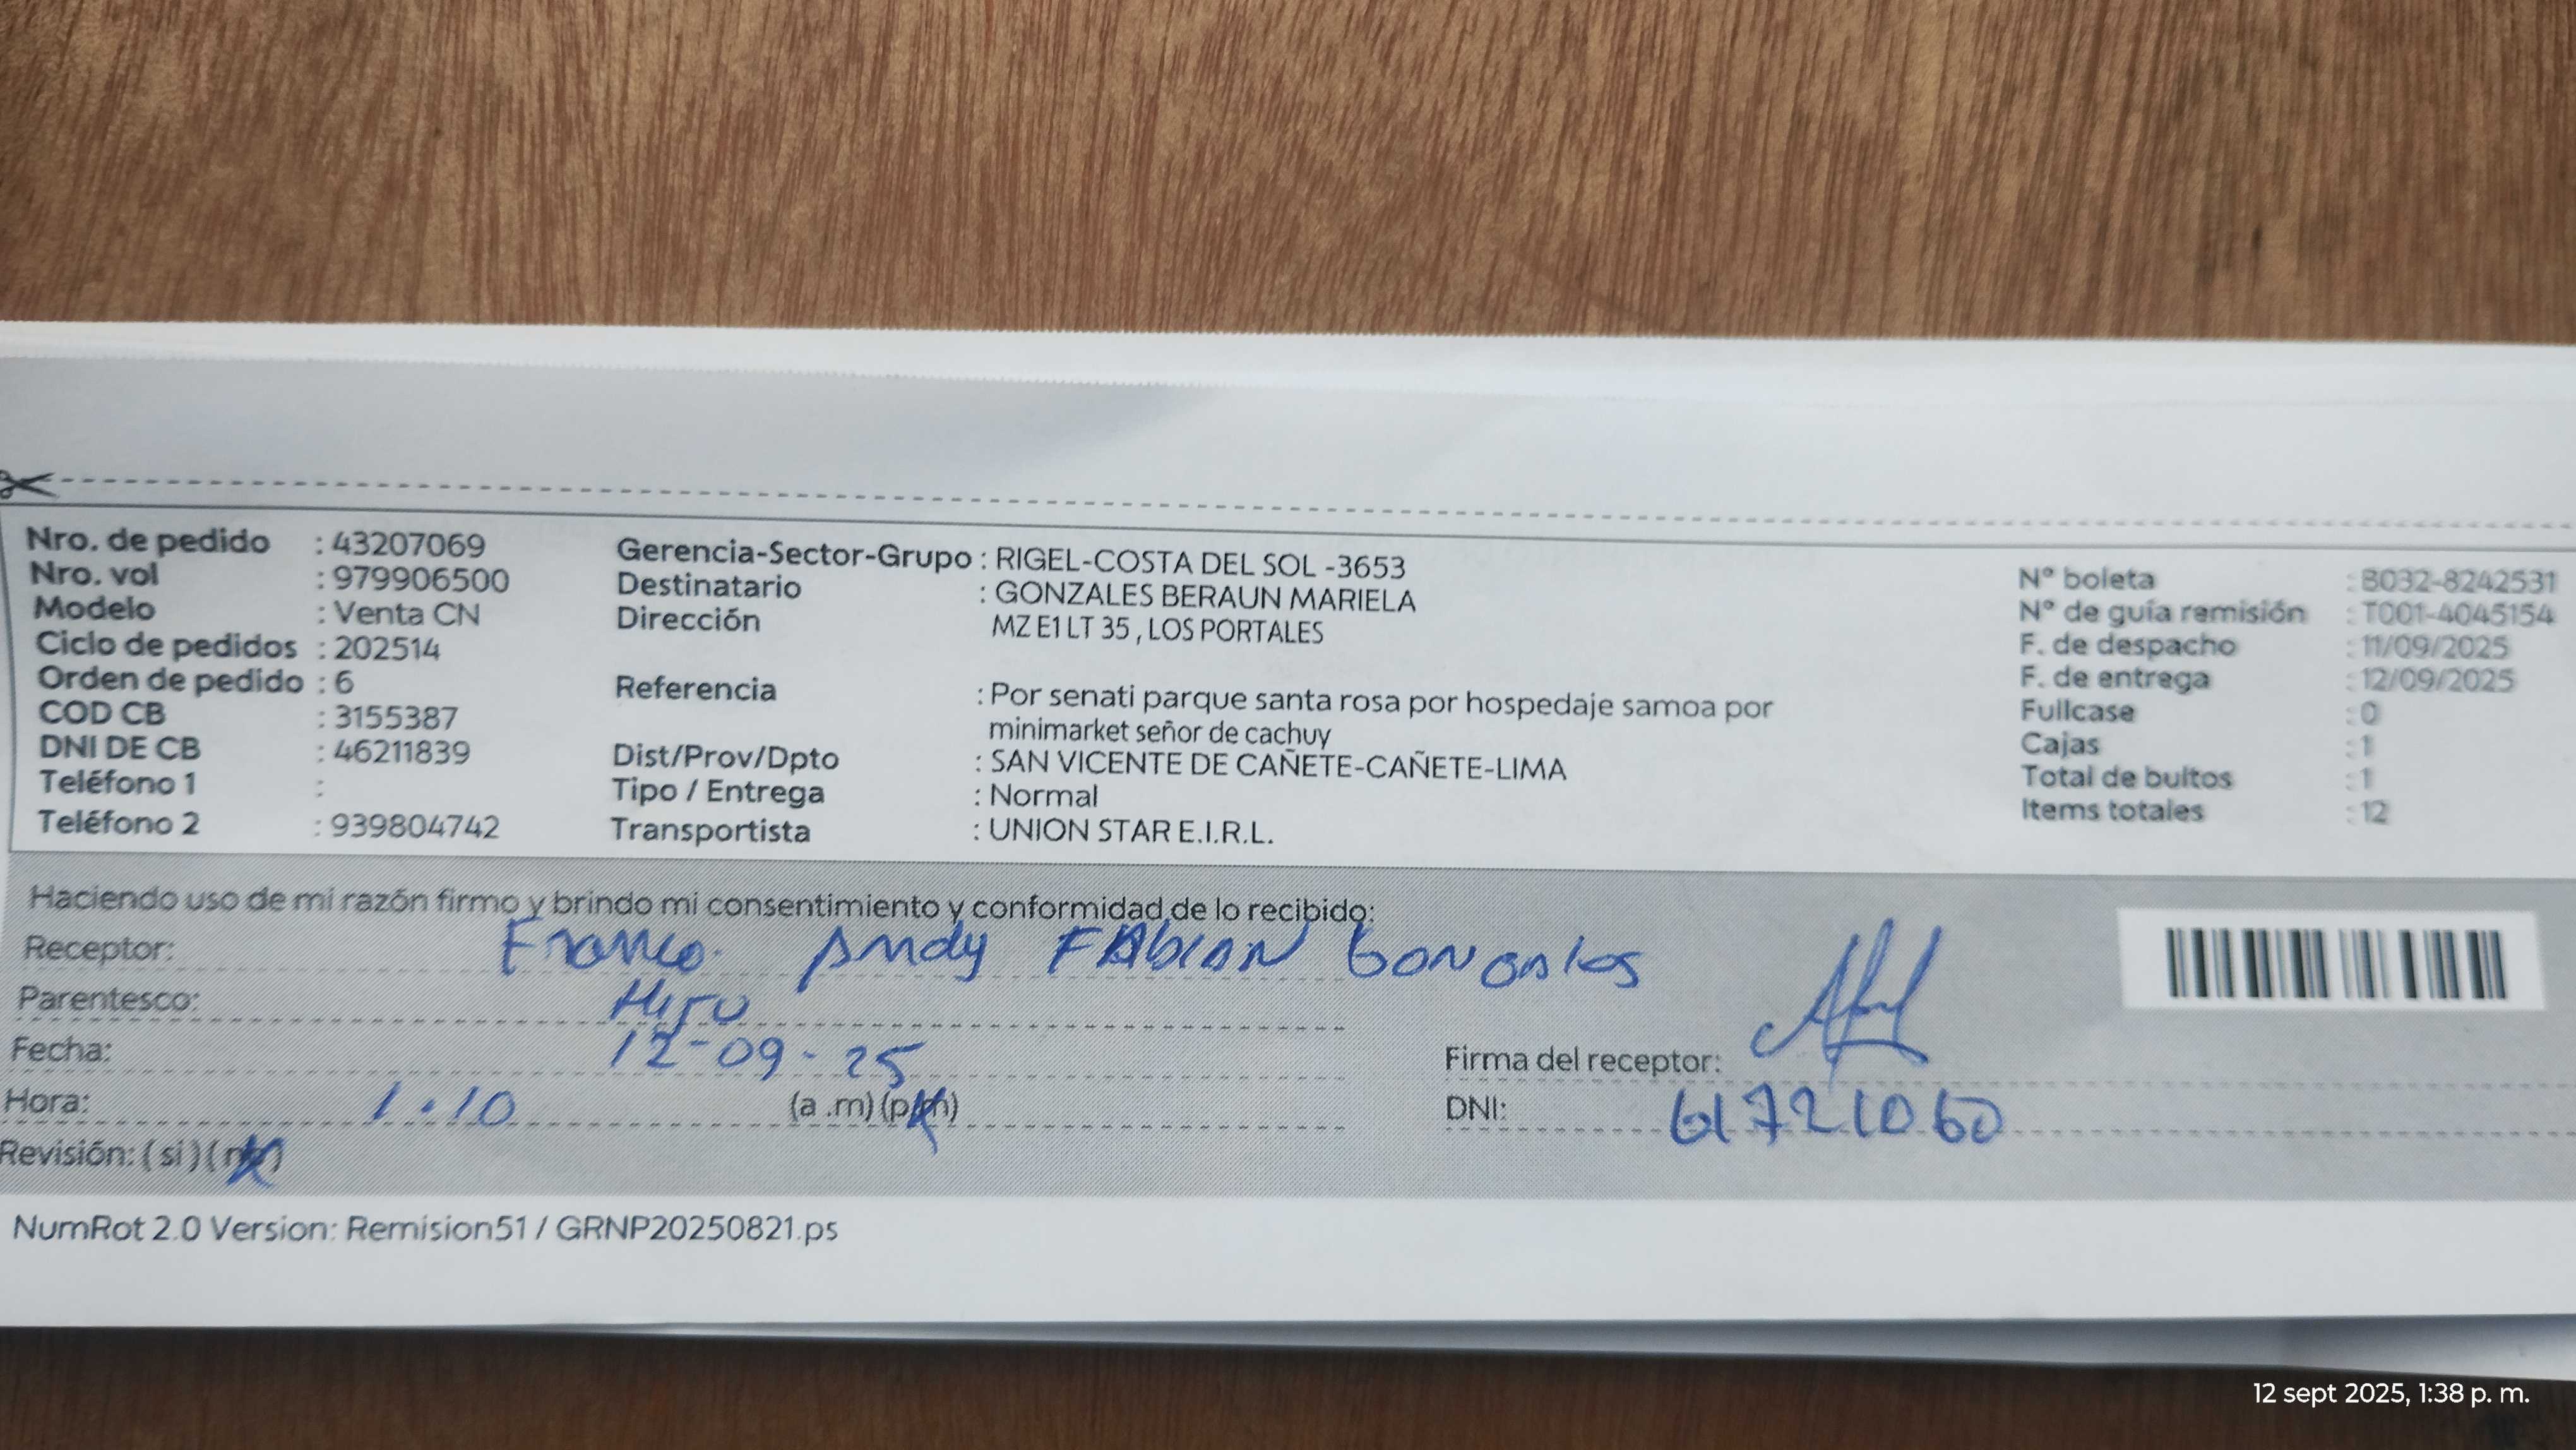 Nro. de pedido : 43207069
Nro. vol : 979906500
Modelo : Venta CN
Ciclo de pedidos : 202514
Orden de pedido : 6
COD CB : 3155387
DNI DE CB : 46211839
Teléfono 1 :
Teléfono 2 : 939804742
Gerencia-Sector-Grupo : RIGEL-COSTA DEL SOL -3653
Destinatario : GONZALES BERAUN MARIELA
Dirección MZ E1 LT 35 , LOS PORTALES
Referencia : Por senati parque santa rosa por hospedaje samoa por
minimarket señor de cachuy
Dist/Prov/Dpto : SAN VICENTE DE CAÑETE-CAÑETE-LIMA
Tipo / Entrega : Normal
Transportista : UNION STAR E.I.R.L.
N° boleta : B032-8242531
N° de guía remisión : T001-4045154
F. de despacho : 11/09/2025
F. de entrega : 12/09/2025
Fullcase : 0
Cajas : 1
Total de bultos : 1
Items totales : 12
Haciendo uso de mi razón firmo y brindo mi consentimiento y conformidad de lo recibido:
Receptor: Franco Andy FAbIAN
Parentesco: HIJO
Fecha: 12-09-25
Hora: 1.10 (a .m) (p.m)
Revisión: ( si ) ( no )
Firma del receptor:
DNI: 61721060
NumRot 2.0 Version: Remision51 / GRNP20250821.ps
12 sept 2025, 1:38 p. m.